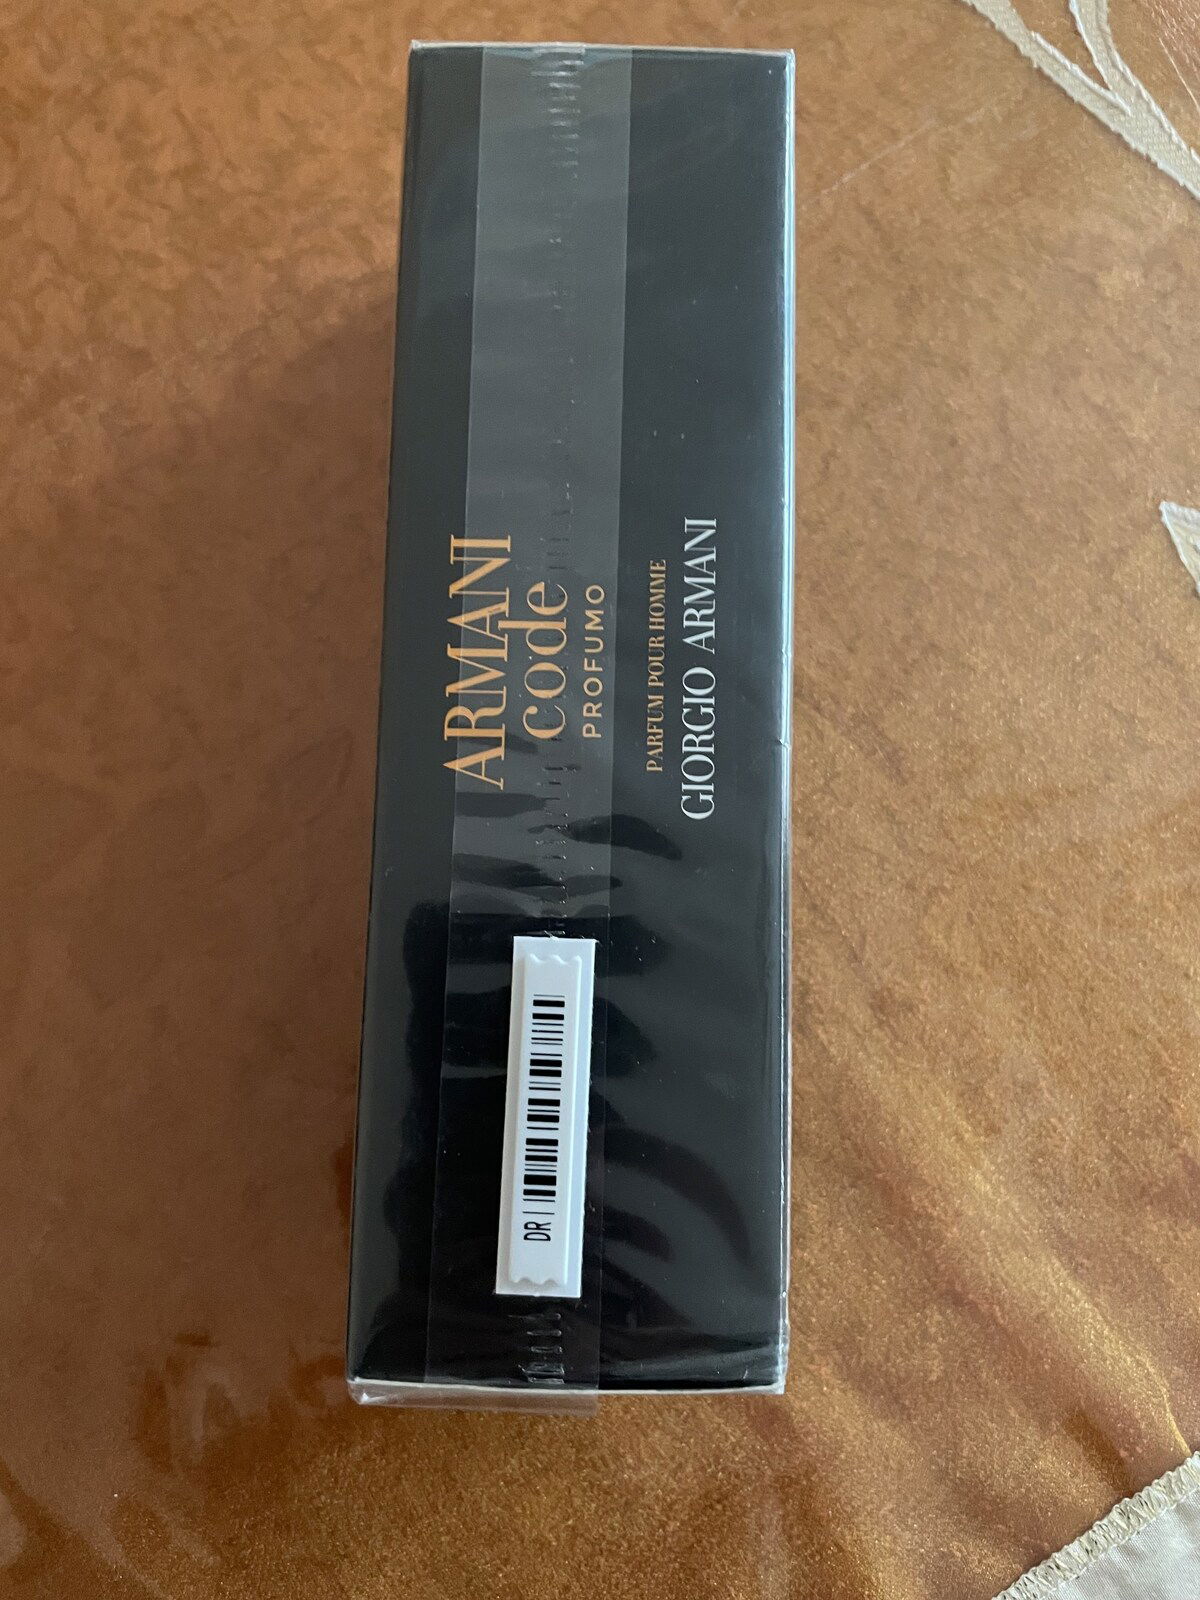 ARMANI
code
PROFUMO
PARFUM POUR HOMME
GIORGIO ARMANI
DR